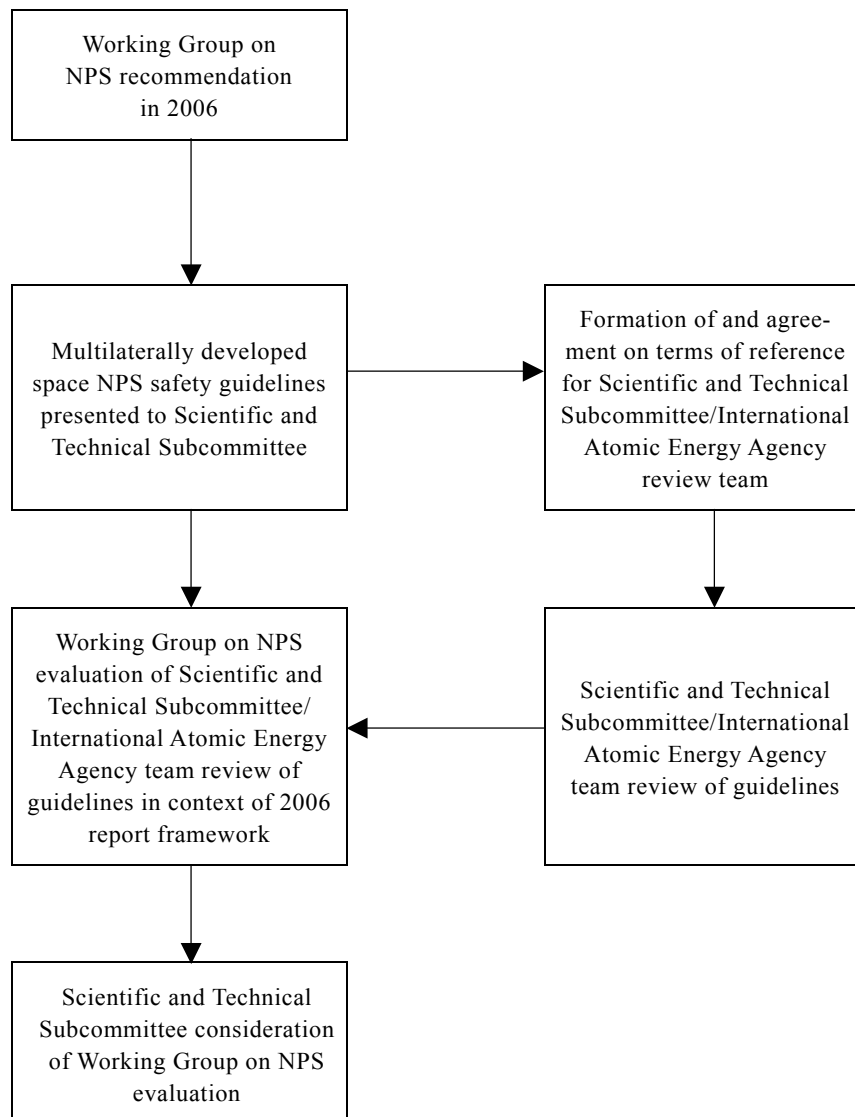 Working Group on
NPS recommendation
in 2006
Multilaterally developed
space NPS safety guidelines
presented to Scientific and
Technical Subcommittee
Formation of and agree-
ment on terms of reference
for Scientific and Technical
Subcommittee/International
Atomic Energy Agency
review team
Working Group on NPS
evaluation of Scientific and
Technical Subcommittee/
International Atomic Energy
Agency team review of
guidelines in context of 2006
report framework
Scientific and Technical
Subcommittee/International
Atomic Energy Agency
team review of guidelines
Scientific and Technical
Subcommittee consideration
of Working Group on NPS
evaluation